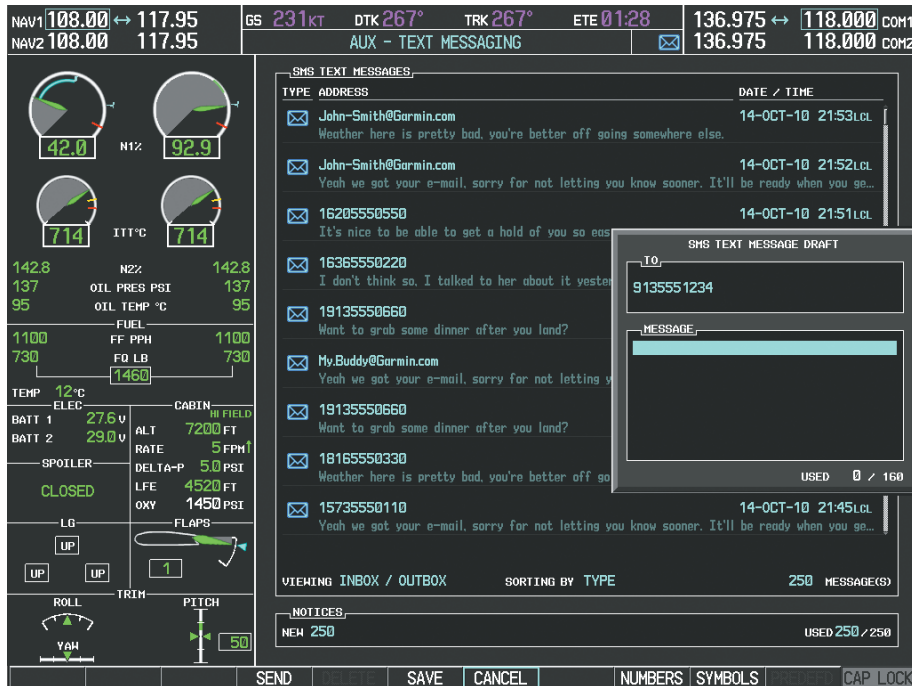 NAV1 108.00 ↔ 117.95
NAV2 108.00 117.95
GS 231KT DTK 267° TRK 267° ETE 01:28
AUX - TEXT MESSAGING
136.975 ↔ 118.000 COM1
136.975 118.000 COM2
42.0 N1% 92.9
714 ITT°C 714
142.8 N2% 142.8
137 OIL PRES PSI 137
95 OIL TEMP °C 95
FUEL
1100 FF PPH 1100
730 FQ LB 730
1460
TEMP 12°C
ELEC
BATT 1 27.6 V
BATT 2 29.0 V
SPOILER
CLOSED
CABIN
HI FIELD
ALT 7200 FT
RATE 5 FPM↑
DELTA-P 5.0 PSI
LFE 4520 FT
OXY 1450 PSI
LG
UP
UP UP
FLAPS
1
TRIM
ROLL PITCH
YAW
50
SMS TEXT MESSAGES
TYPE ADDRESS DATE / TIME
John-Smith@Garmin.com 14-OCT-10 21:53LCL
Weather here is pretty bad, you're better off going somewhere else.
John-Smith@Garmin.com 14-OCT-10 21:52LCL
Yeah we got your e-mail, sorry for not letting you know sooner. It'll be ready when you ge...
16205550550 14-OCT-10 21:51LCL
It's nice to be able to get a hold of you so eas
16365550220
I don't think so, I talked to her about it yester
19135550660
Want to grab some dinner after you land?
My.Buddy@Garmin.com
Yeah we got your e-mail, sorry for not letting y
19135550660
Want to grab some dinner after you land?
18165550330
Weather here is pretty bad, you're better off go
15735550110 14-OCT-10 21:45LCL
Yeah we got your e-mail, sorry for not letting you know sooner. It'll be ready when you ge...
VIEWING INBOX / OUTBOX SORTING BY TYPE 250 MESSAGE(S)
SMS TEXT MESSAGE DRAFT
TO
9135551234
MESSAGE
USED 0 / 160
NOTICES
NEW 250 USED 250/250
SEND DELETE SAVE CANCEL NUMBERS SYMBOLS PREDEFD CAP LOCK